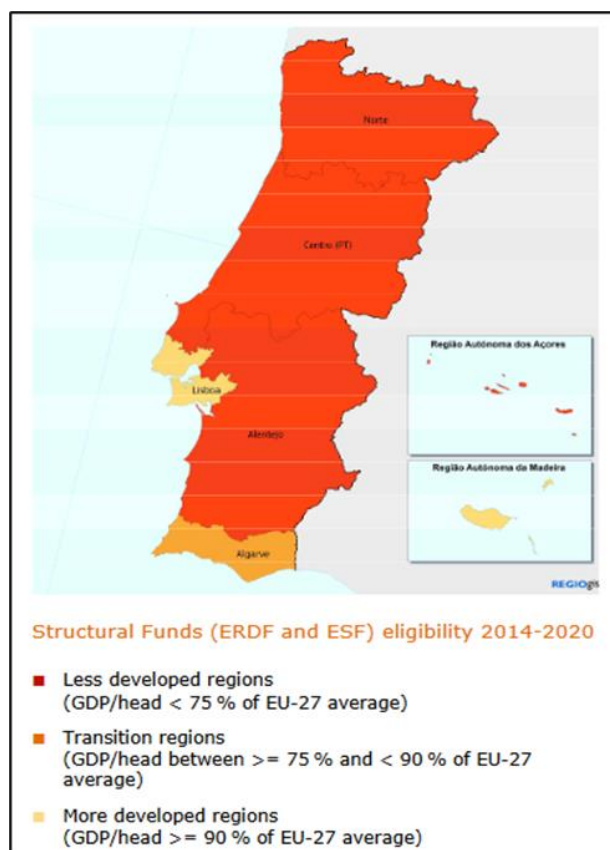 Norte
Centro (PT)
Região Autónoma dos Açores
Lisboa
Alentejo
Região Autónoma da Madeira
Algarve
REGIOgis
Structural Funds (ERDF and ESF) eligibility 2014-2020
Less developed regions
(GDP/head < 75 % of EU-27 average)
Transition regions
(GDP/head between >= 75 % and < 90 % of EU-27
average)
More developed regions
(GDP/head >= 90 % of EU-27 average)